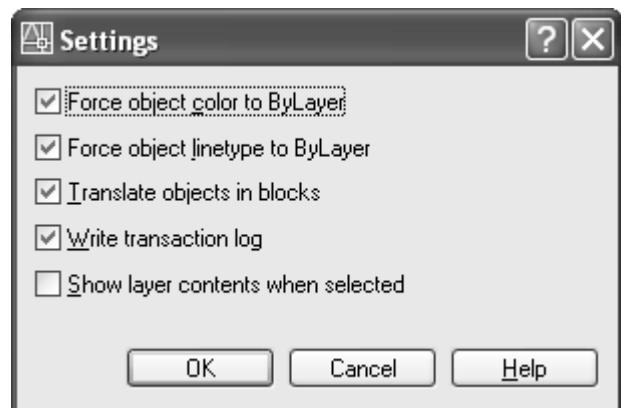 Settings
Force object color to ByLayer
Force object linetype to ByLayer
Translate objects in blocks
Write transaction log
Show layer contents when selected
OK Cancel Help